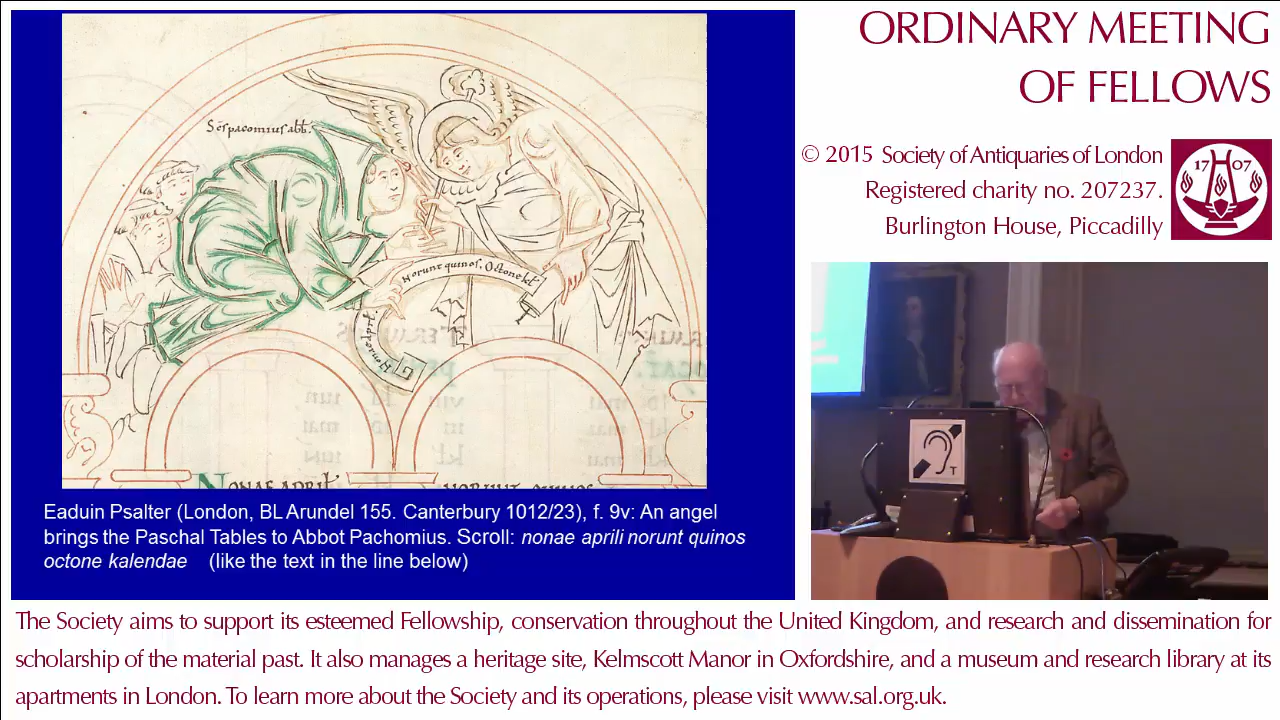 ORDINARY MEETING
OF FELLOWS
© 2015 Society of Antiquaries of London
Registered charity no. 207237.
Burlington House, Piccadilly
17 07
Scs pacomius abb.
Norunt quinos. Octone kl
Nonae aprl
NONAE APRIL NORUNT QUINOS
T
Eaduin Psalter (London, BL Arundel 155. Canterbury 1012/23), f. 9v: An angel
brings the Paschal Tables to Abbot Pachomius. Scroll: nonae aprili norunt quinos
octone kalendae (like the text in the line below)
The Society aims to support its esteemed Fellowship, conservation throughout the United Kingdom, and research and dissemination for
scholarship of the material past. It also manages a heritage site, Kelmscott Manor in Oxfordshire, and a museum and research library at its
apartments in London. To learn more about the Society and its operations, please visit www.sal.org.uk.